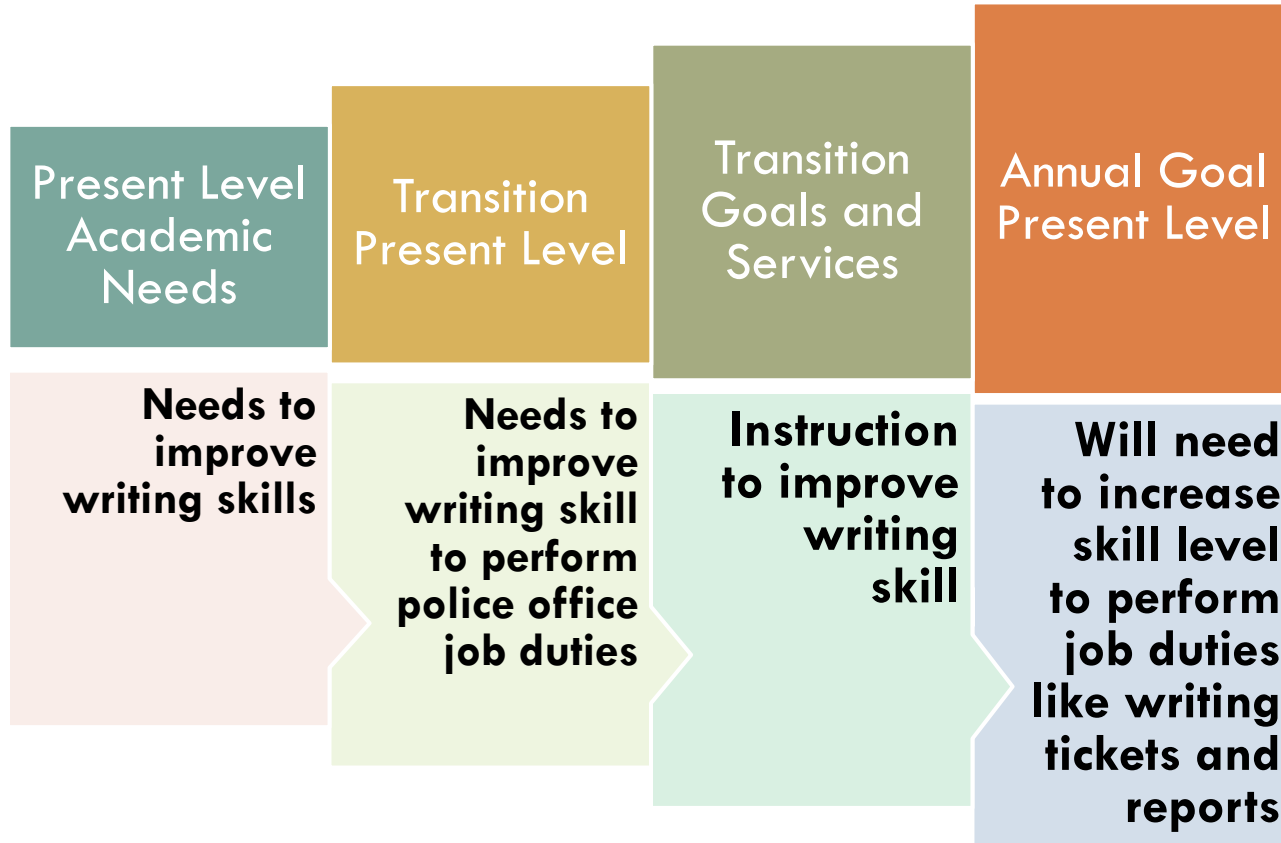 Present Level
Academic
Needs
Needs to
improve
writing skills
Transition
Present Level
Needs to
improve
writing skill
to perform
police office
job duties
Transition
Goals and
Services
Instruction
to improve
writing
skill
Annual Goal
Present Level
Will need
to increase
skill level
to perform
job duties
like writing
tickets and
reports